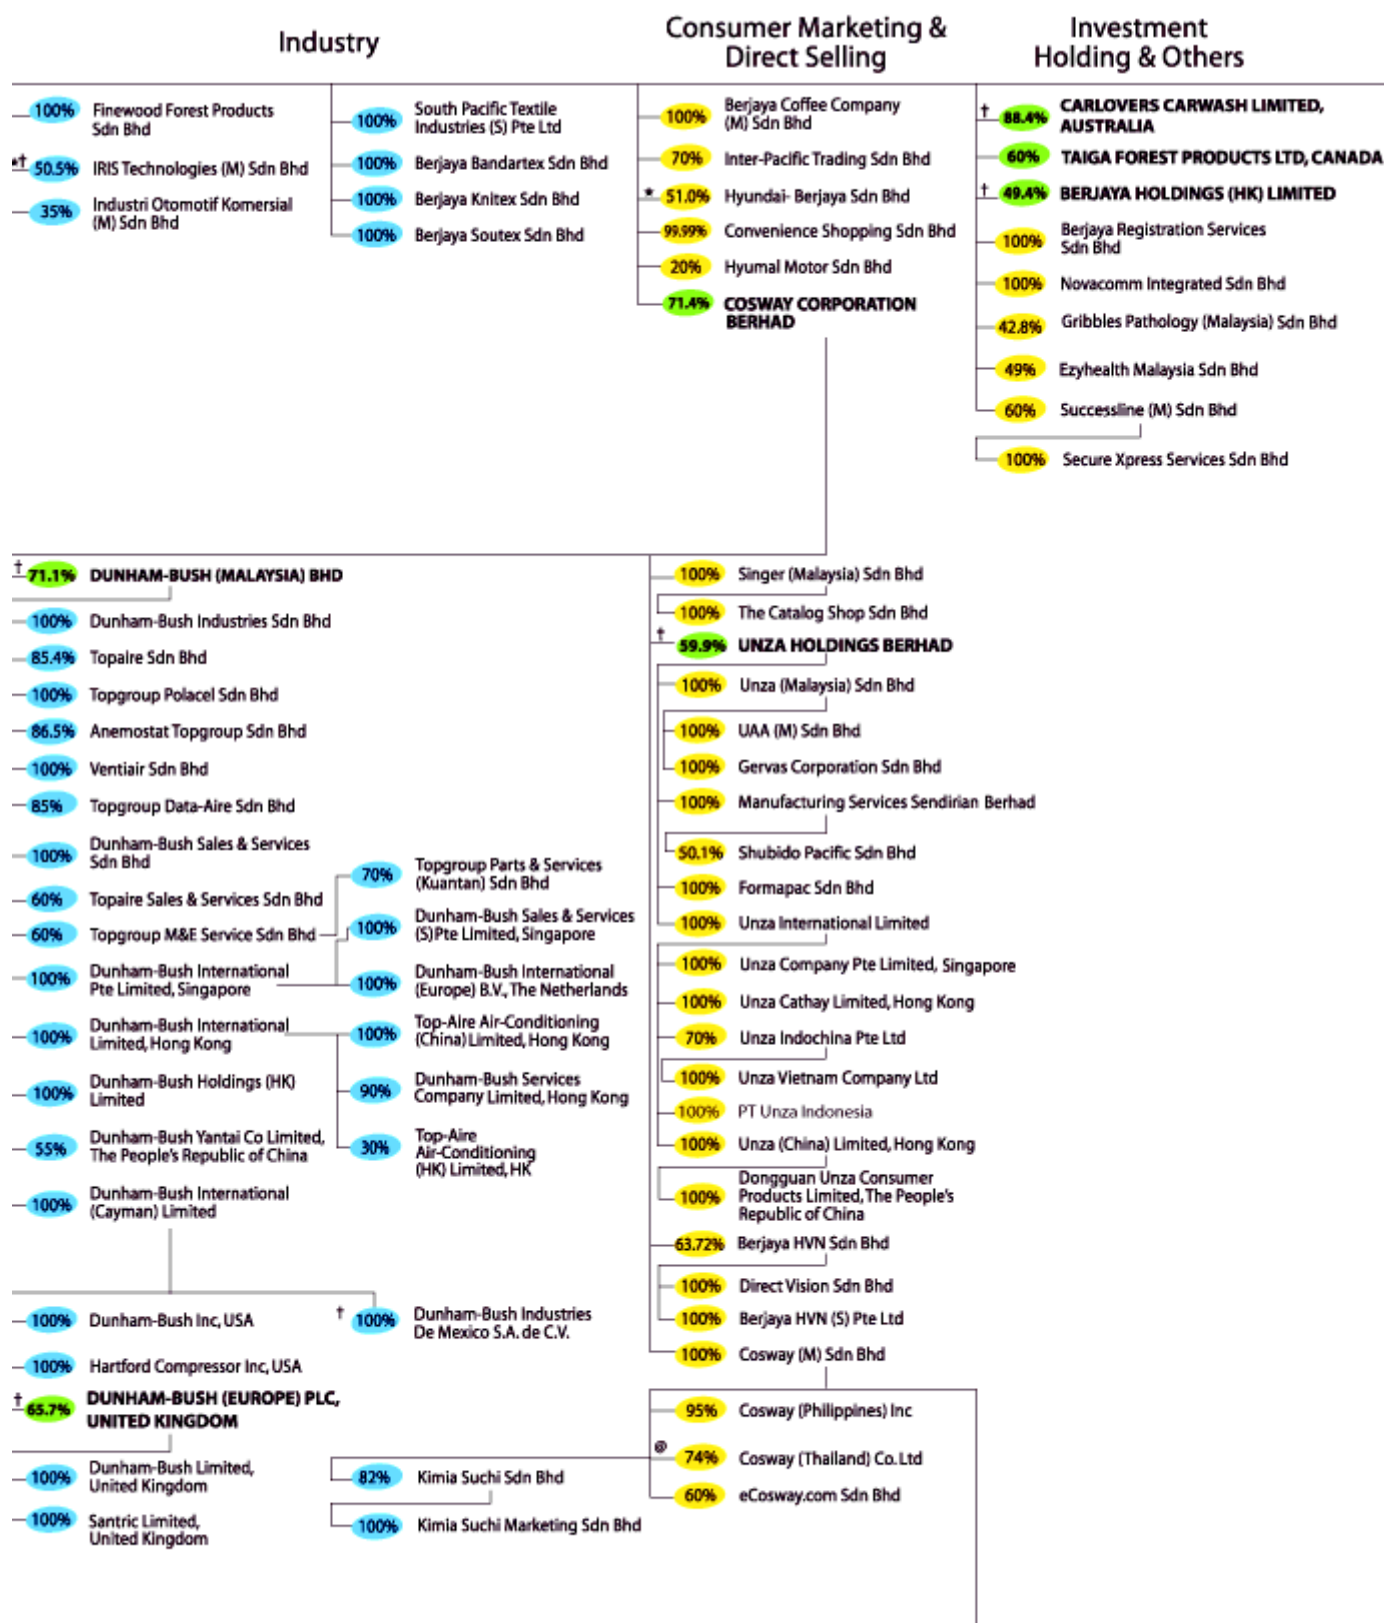 Industry
Consumer Marketing &
Direct Selling
Investment
Holding & Others
100% Finewood Forest Products
Sdn Bhd
*† 50.5% IRIS Technologies (M) Sdn Bhd
35% Industri Otomotif Komersial
(M) Sdn Bhd
100% South Pacific Textile
Industries (S) Pte Ltd
100% Berjaya Bandartex Sdn Bhd
100% Berjaya Knitex Sdn Bhd
100% Berjaya Soutex Sdn Bhd
100% Berjaya Coffee Company
(M) Sdn Bhd
70% Inter-Pacific Trading Sdn Bhd
* 51.0% Hyundai- Berjaya Sdn Bhd
99.99% Convenience Shopping Sdn Bhd
20% Hyumal Motor Sdn Bhd
71.4% COSWAY CORPORATION
BERHAD
† 88.4% CARLOVERS CARWASH LIMITED,
AUSTRALIA
60% TAIGA FOREST PRODUCTS LTD, CANADA
† 49.4% BERJAYA HOLDINGS (HK) LIMITED
100% Berjaya Registration Services
Sdn Bhd
100% Novacomm Integrated Sdn Bhd
42.8% Gribbles Pathology (Malaysia) Sdn Bhd
49% Ezyhealth Malaysia Sdn Bhd
60% Successline (M) Sdn Bhd
100% Secure Xpress Services Sdn Bhd
† 71.1% DUNHAM-BUSH (MALAYSIA) BHD
100% Dunham-Bush Industries Sdn Bhd
85.4% Topaire Sdn Bhd
100% Topgroup Polacel Sdn Bhd
86.5% Anemostat Topgroup Sdn Bhd
100% Ventiair Sdn Bhd
85% Topgroup Data-Aire Sdn Bhd
100% Dunham-Bush Sales & Services
Sdn Bhd
60% Topaire Sales & Services Sdn Bhd
60% Topgroup M&E Service Sdn Bhd
100% Dunham-Bush International
Pte Limited, Singapore
100% Dunham-Bush International
Limited, Hong Kong
100% Dunham-Bush Holdings (HK)
Limited
55% Dunham-Bush Yantai Co Limited,
The People's Republic of China
100% Dunham-Bush International
(Cayman) Limited
70% Topgroup Parts & Services
(Kuantan) Sdn Bhd
100% Dunham-Bush Sales & Services
(S)Pte Limited, Singapore
100% Dunham-Bush International
(Europe) B.V., The Netherlands
100% Top-Aire Air-Conditioning
(China) Limited, Hong Kong
90% Dunham-Bush Services
Company Limited, Hong Kong
30% Top-Aire
Air-Conditioning
(HK) Limited, HK
100% Dunham-Bush Inc, USA
† 100% Dunham-Bush Industries
De Mexico S.A. de C.V.
100% Hartford Compressor Inc, USA
† 65.7% DUNHAM-BUSH (EUROPE) PLC,
UNITED KINGDOM
100% Dunham-Bush Limited,
United Kingdom
100% Santric Limited,
United Kingdom
82% Kimia Suchi Sdn Bhd
100% Kimia Suchi Marketing Sdn Bhd
100% Singer (Malaysia) Sdn Bhd
100% The Catalog Shop Sdn Bhd
† 59.9% UNZA HOLDINGS BERHAD
100% Unza (Malaysia) Sdn Bhd
100% UAA (M) Sdn Bhd
100% Gervas Corporation Sdn Bhd
100% Manufacturing Services Sendirian Berhad
50.1% Shubido Pacific Sdn Bhd
100% Formapac Sdn Bhd
100% Unza International Limited
100% Unza Company Pte Limited, Singapore
100% Unza Cathay Limited, Hong Kong
70% Unza Indochina Pte Ltd
100% Unza Vietnam Company Ltd
100% PT Unza Indonesia
100% Unza (China) Limited, Hong Kong
100% Dongguan Unza Consumer
Products Limited, The People's
Republic of China
63.72% Berjaya HVN Sdn Bhd
100% Direct Vision Sdn Bhd
100% Berjaya HVN (S) Pte Ltd
100% Cosway (M) Sdn Bhd
95% Cosway (Philippines) Inc
@ 74% Cosway (Thailand) Co. Ltd
60% eCosway.com Sdn Bhd